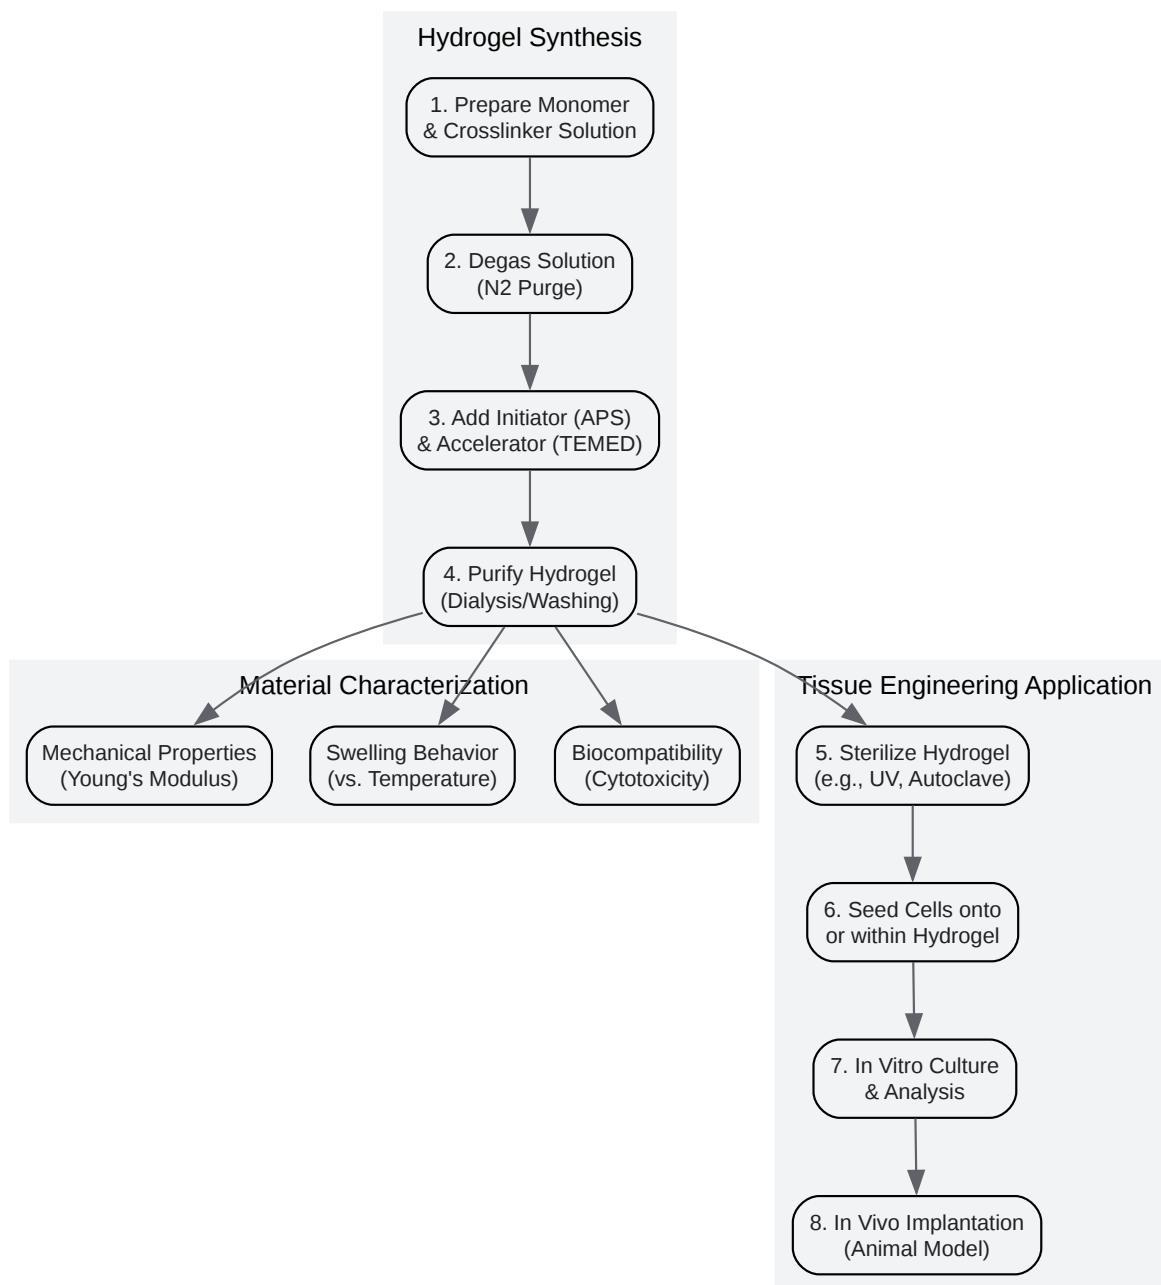 Hydrogel Synthesis
1. Prepare Monomer
& Crosslinker Solution
2. Degas Solution
(N2 Purge)
3. Add Initiator (APS)
& Accelerator (TEMED)
4. Purify Hydrogel
(Dialysis/Washing)
Material Characterization
Mechanical Properties
(Young's Modulus)
Swelling Behavior
(vs. Temperature)
Biocompatibility
(Cytotoxicity)
Tissue Engineering Application
5. Sterilize Hydrogel
(e.g., UV, Autoclave)
6. Seed Cells onto
or within Hydrogel
7. In Vitro Culture
& Analysis
8. In Vivo Implantation
(Animal Model)